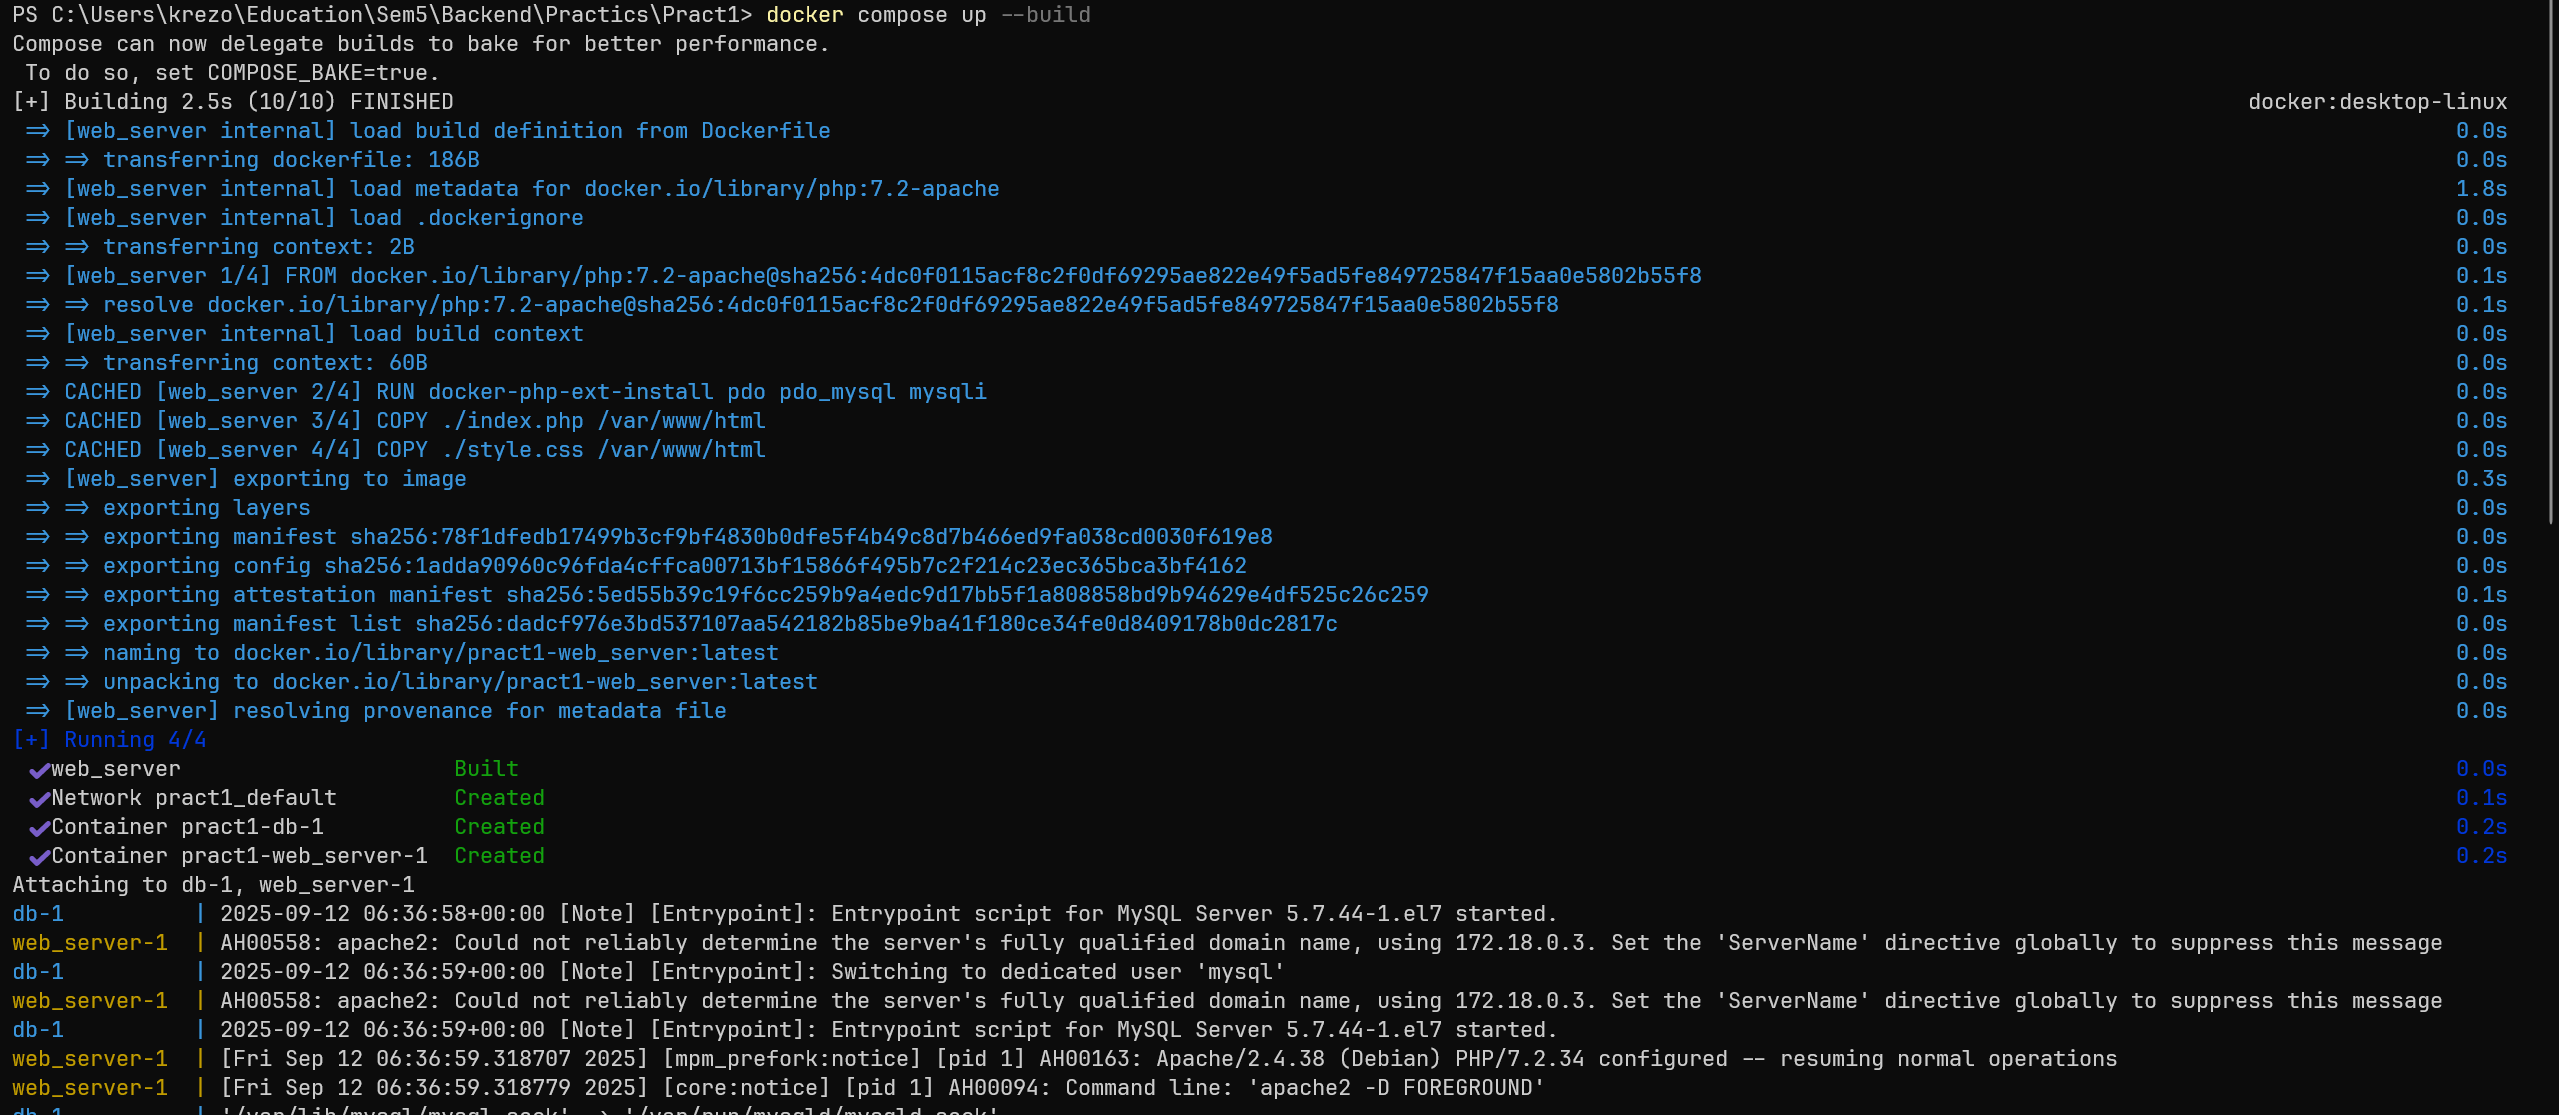 PS C:\Users\krezo\Education\Sem5\Backend\Practics\Pract1> docker compose up --build
Compose can now delegate builds to bake for better performance.
 To do so, set COMPOSE_BAKE=true.
[+] Building 2.5s (10/10) FINISHED docker:desktop-linux
 => [web_server internal] load build definition from Dockerfile 0.0s
 => => transferring dockerfile: 186B 0.0s
 => [web_server internal] load metadata for docker.io/library/php:7.2-apache 1.8s
 => [web_server internal] load .dockerignore 0.0s
 => => transferring context: 2B 0.0s
 => [web_server 1/4] FROM docker.io/library/php:7.2-apache@sha256:4dc0f0115acf8c2f0df69295ae822e49f5ad5fe849725847f15aa0e5802b55f8 0.1s
 => => resolve docker.io/library/php:7.2-apache@sha256:4dc0f0115acf8c2f0df69295ae822e49f5ad5fe849725847f15aa0e5802b55f8 0.1s
 => [web_server internal] load build context 0.0s
 => => transferring context: 60B 0.0s
 => CACHED [web_server 2/4] RUN docker-php-ext-install pdo pdo_mysql mysqli 0.0s
 => CACHED [web_server 3/4] COPY ./index.php /var/www/html 0.0s
 => CACHED [web_server 4/4] COPY ./style.css /var/www/html 0.0s
 => [web_server] exporting to image 0.3s
 => => exporting layers 0.0s
 => => exporting manifest sha256:78f1dfedb17499b3cf9bf4830b0dfe5f4b49c8d7b466ed9fa038cd0030f619e8 0.0s
 => => exporting config sha256:1adda90960c96fda4cffca00713bf15866f495b7c2f214c23ec365bca3bf4162 0.0s
 => => exporting attestation manifest sha256:5ed55b39c19f6cc259b9a4edc9d17bb5f1a808858bd9b94629e4df525c26c259 0.1s
 => => exporting manifest list sha256:dadcf976e3bd537107aa542182b85be9ba41f180ce34fe0d8409178b0dc2817c 0.0s
 => => naming to docker.io/library/pract1-web_server:latest 0.0s
 => => unpacking to docker.io/library/pract1-web_server:latest 0.0s
 => [web_server] resolving provenance for metadata file 0.0s
[+] Running 4/4
 ✔web_server Built 0.0s
 ✔Network pract1_default Created 0.1s
 ✔Container pract1-db-1 Created 0.2s
 ✔Container pract1-web_server-1 Created 0.2s
Attaching to db-1, web_server-1
db-1 | 2025-09-12 06:36:58+00:00 [Note] [Entrypoint]: Entrypoint script for MySQL Server 5.7.44-1.el7 started.
web_server-1 | AH00558: apache2: Could not reliably determine the server's fully qualified domain name, using 172.18.0.3. Set the 'ServerName' directive globally to suppress this message
db-1 | 2025-09-12 06:36:59+00:00 [Note] [Entrypoint]: Switching to dedicated user 'mysql'
web_server-1 | AH00558: apache2: Could not reliably determine the server's fully qualified domain name, using 172.18.0.3. Set the 'ServerName' directive globally to suppress this message
db-1 | 2025-09-12 06:36:59+00:00 [Note] [Entrypoint]: Entrypoint script for MySQL Server 5.7.44-1.el7 started.
web_server-1 | [Fri Sep 12 06:36:59.318707 2025] [mpm_prefork:notice] [pid 1] AH00163: Apache/2.4.38 (Debian) PHP/7.2.34 configured -- resuming normal operations
web_server-1 | [Fri Sep 12 06:36:59.318779 2025] [core:notice] [pid 1] AH00094: Command line: 'apache2 -D FOREGROUND'
db-1 | '/var/lib/mysql/mysql.sock' -> '/var/run/mysqld/mysqld.sock'